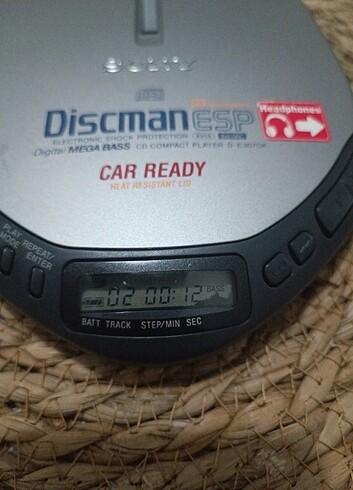 SONY
Discman ESP
Headphones
ELECTRONIC SHOCK PROTECTION
Digital MEGA BASS CD COMPACT PLAYER D-E307CK
CAR READY
HEAT RESISTANT LID
PLAY MODE
REPEAT/ ENTER
02 00:12 BASS
BATT TRACK STEP/MIN SEC